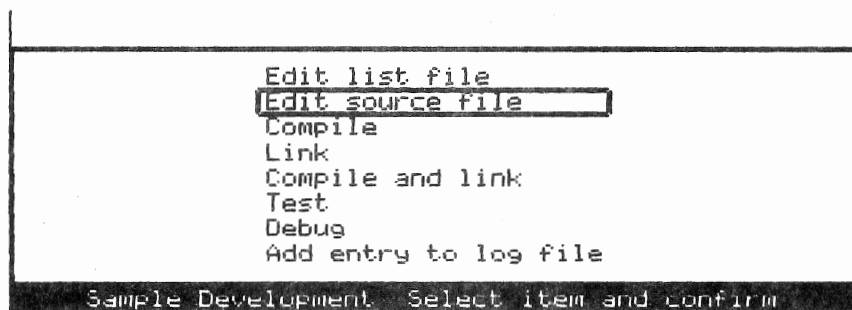 Edit list file
Edit source file
Compile
Link
Compile and link
Test
Debug
Add entry to log file
Sample Development  Select item and confirm